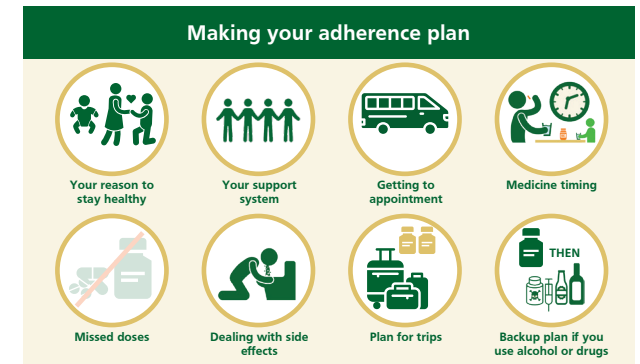 Making your adherence plan
Your reason to
stay healthy
Your support
system
Getting to
appointment
Medicine timing
Missed doses
Dealing with side
effects
Plan for trips
THEN
Backup plan if you
use alcohol or drugs